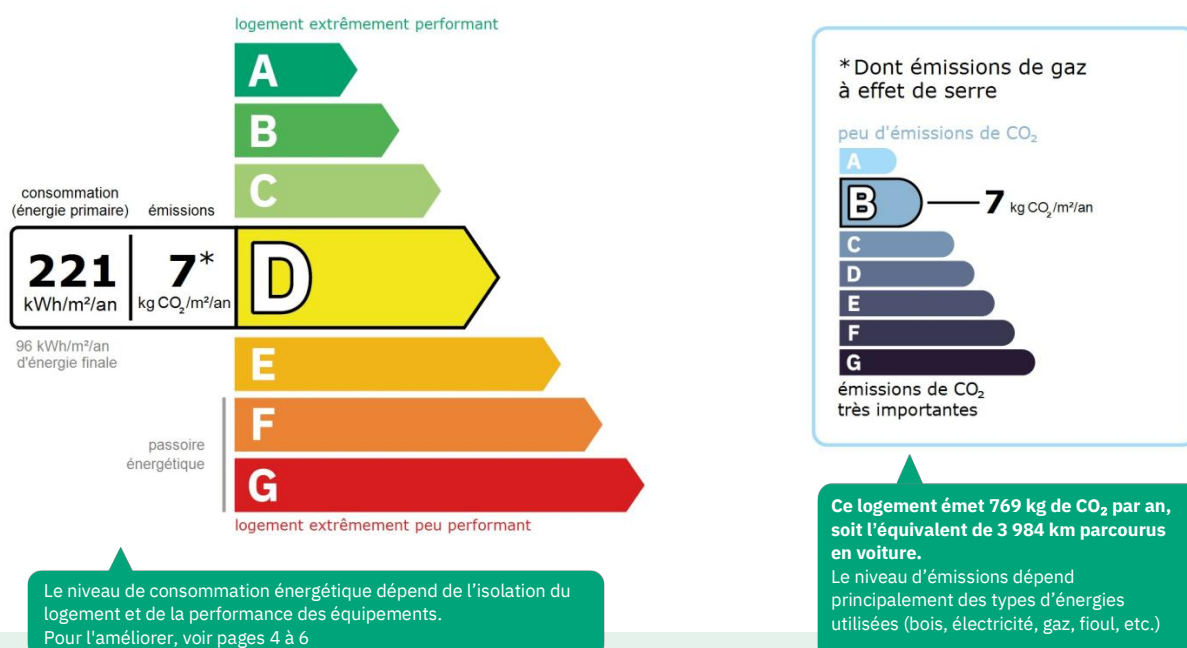 logement extrêmement performant
A
B
C
consommation
(énergie primaire)
émissions
221
kWh/m²/an
7*
kg CO₂/m²/an
D
96 kWh/m²/an
d'énergie finale
E
F
passoire
énergétique
G
logement extrêmement peu performant
Le niveau de consommation énergétique dépend de l'isolation du
logement et de la performance des équipements.
Pour l'améliorer, voir pages 4 à 6
*Dont émissions de gaz
à effet de serre
peu d'émissions de CO₂
A
B
7 kg CO₂/m²/an
C
D
E
F
G
émissions de CO₂
très importantes
Ce logement émet 769 kg de CO₂ par an,
soit l'équivalent de 3 984 km parcourus
en voiture.
Le niveau d'émissions dépend
principalement des types d'énergies
utilisées (bois, électricité, gaz, fioul, etc.)